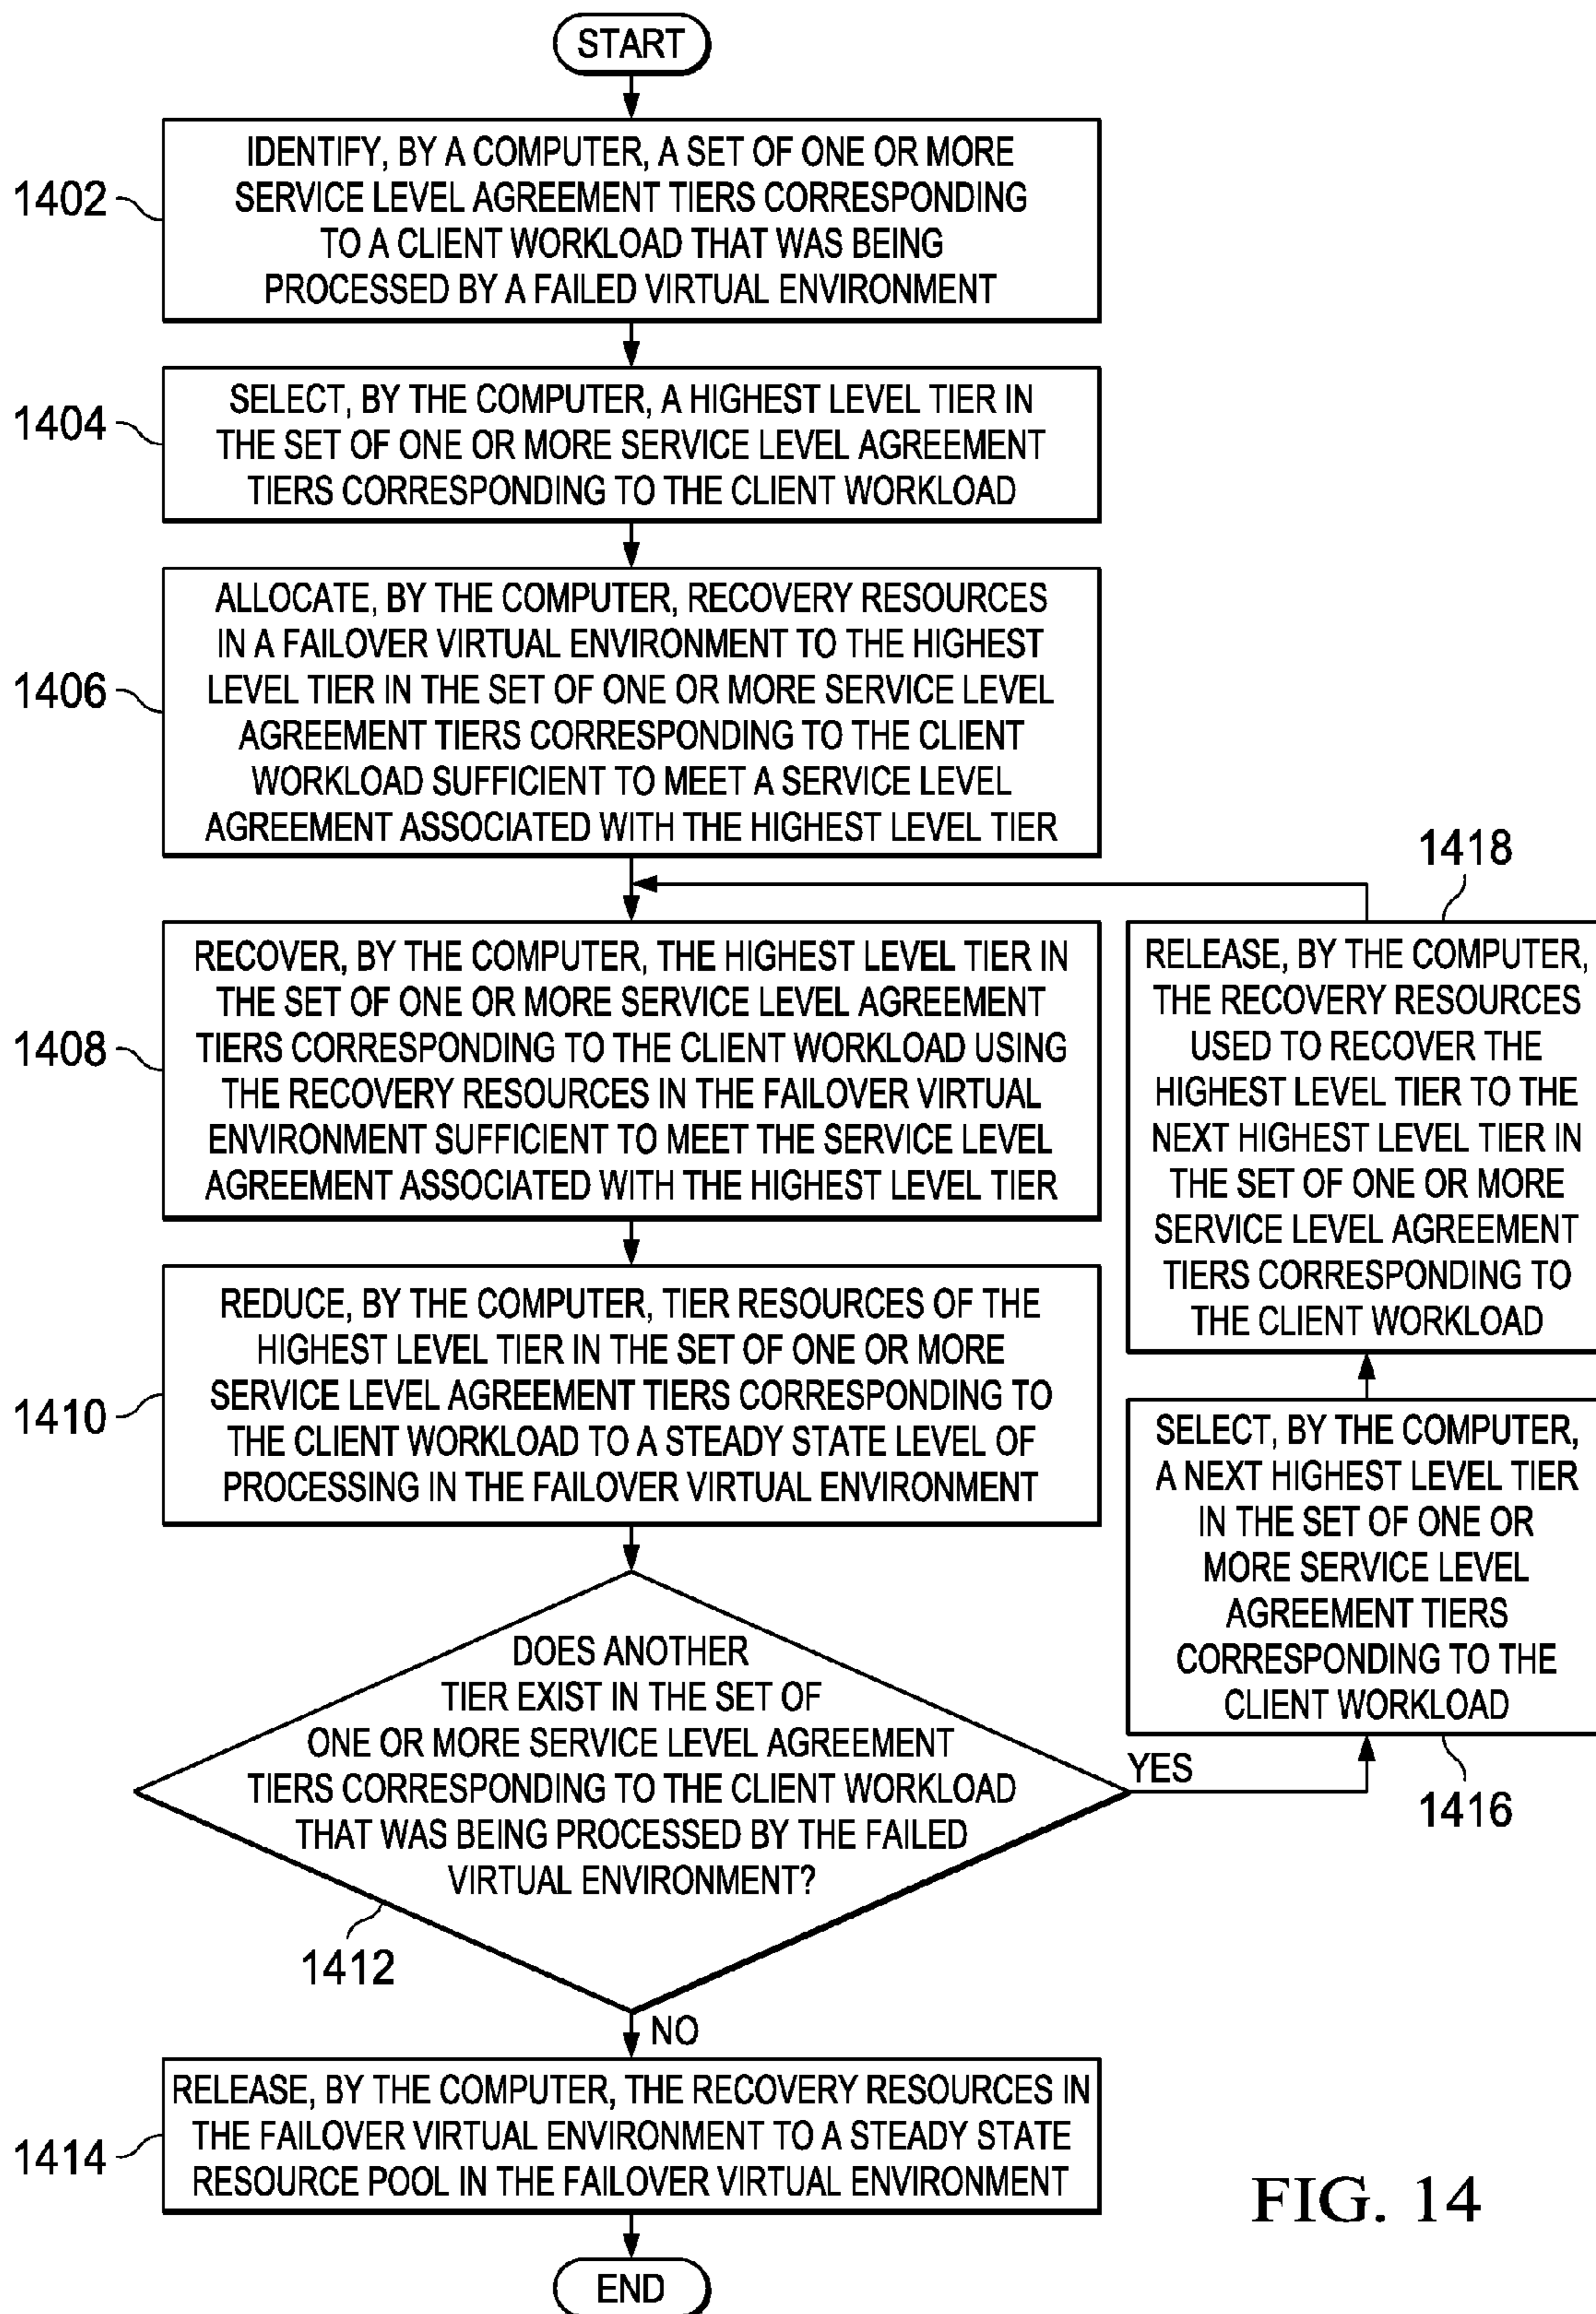 START
1402
IDENTIFY, BY A COMPUTER, A SET OF ONE OR MORE
SERVICE LEVEL AGREEMENT TIERS CORRESPONDING
TO A CLIENT WORKLOAD THAT WAS BEING
PROCESSED BY A FAILED VIRTUAL ENVIRONMENT
1404
SELECT, BY THE COMPUTER, A HIGHEST LEVEL TIER IN
THE SET OF ONE OR MORE SERVICE LEVEL AGREEMENT
TIERS CORRESPONDING TO THE CLIENT WORKLOAD
1406
ALLOCATE, BY THE COMPUTER, RECOVERY RESOURCES
IN A FAILOVER VIRTUAL ENVIRONMENT TO THE HIGHEST
LEVEL TIER IN THE SET OF ONE OR MORE SERVICE LEVEL
AGREEMENT TIERS CORRESPONDING TO THE CLIENT
WORKLOAD SUFFICIENT TO MEET A SERVICE LEVEL
AGREEMENT ASSOCIATED WITH THE HIGHEST LEVEL TIER
1408
RECOVER, BY THE COMPUTER, THE HIGHEST LEVEL TIER IN
THE SET OF ONE OR MORE SERVICE LEVEL AGREEMENT
TIERS CORRESPONDING TO THE CLIENT WORKLOAD USING
THE RECOVERY RESOURCES IN THE FAILOVER VIRTUAL
ENVIRONMENT SUFFICIENT TO MEET THE SERVICE LEVEL
AGREEMENT ASSOCIATED WITH THE HIGHEST LEVEL TIER
1410
REDUCE, BY THE COMPUTER, TIER RESOURCES OF THE
HIGHEST LEVEL TIER IN THE SET OF ONE OR MORE
SERVICE LEVEL AGREEMENT TIERS CORRESPONDING TO
THE CLIENT WORKLOAD TO A STEADY STATE LEVEL OF
PROCESSING IN THE FAILOVER VIRTUAL ENVIRONMENT
DOES ANOTHER
TIER EXIST IN THE SET OF
ONE OR MORE SERVICE LEVEL AGREEMENT
TIERS CORRESPONDING TO THE CLIENT WORKLOAD
THAT WAS BEING PROCESSED BY THE FAILED
VIRTUAL ENVIRONMENT?
1412
YES
NO
1418
RELEASE, BY THE COMPUTER,
THE RECOVERY RESOURCES
USED TO RECOVER THE
HIGHEST LEVEL TIER TO THE
NEXT HIGHEST LEVEL TIER IN
THE SET OF ONE OR MORE
SERVICE LEVEL AGREEMENT
TIERS CORRESPONDING TO
THE CLIENT WORKLOAD
SELECT, BY THE COMPUTER,
A NEXT HIGHEST LEVEL TIER
IN THE SET OF ONE OR
MORE SERVICE LEVEL
AGREEMENT TIERS
CORRESPONDING TO THE
CLIENT WORKLOAD
1416
1414
RELEASE, BY THE COMPUTER, THE RECOVERY RESOURCES IN
THE FAILOVER VIRTUAL ENVIRONMENT TO A STEADY STATE
RESOURCE POOL IN THE FAILOVER VIRTUAL ENVIRONMENT
END
FIG. 14